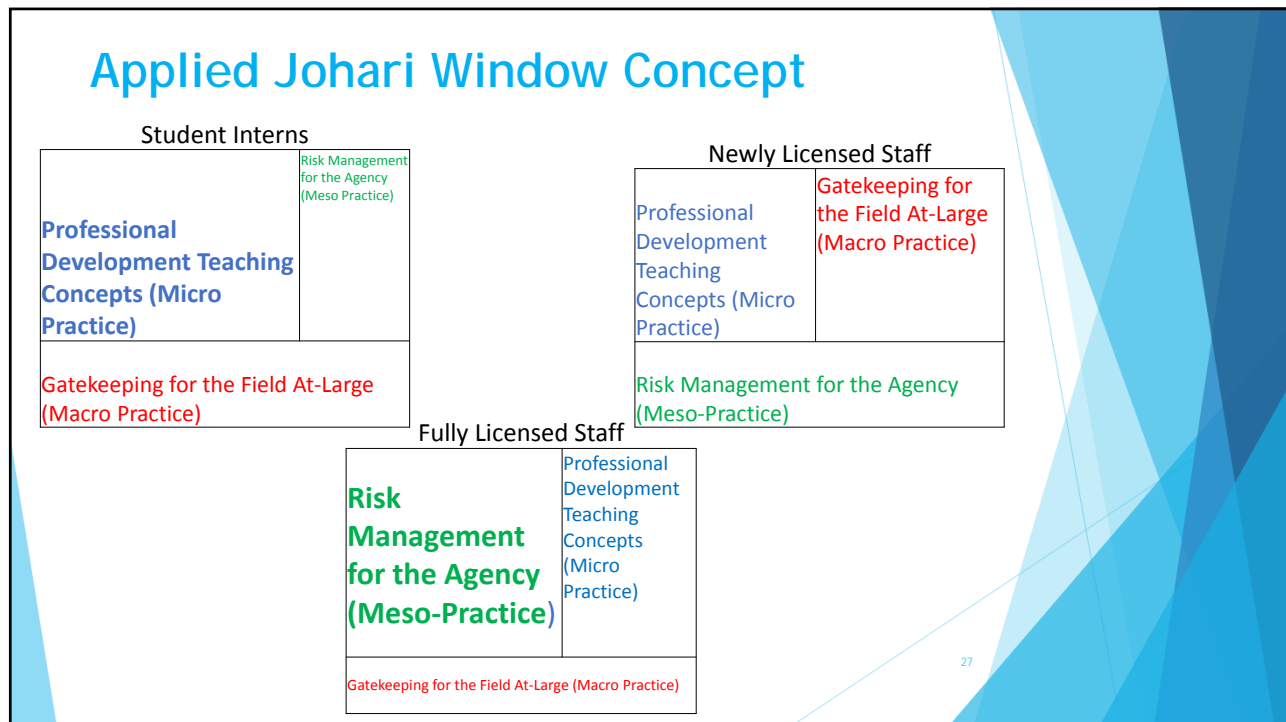 Applied Johari Window Concept
Student Interns
Professional
Development Teaching
Concepts (Micro
Practice)
Risk Management
for the Agency
(Meso Practice)
Gatekeeping for the Field At-Large
(Macro Practice)
Newly Licensed Staff
Professional
Development
Teaching
Concepts (Micro
Practice)
Gatekeeping for
the Field At-Large
(Macro Practice)
Risk Management for the Agency
(Meso-Practice)
Fully Licensed Staff
Risk
Management
for the Agency
(Meso-Practice)
Professional
Development
Teaching
Concepts
(Micro
Practice)
Gatekeeping for the Field At-Large (Macro Practice)
27